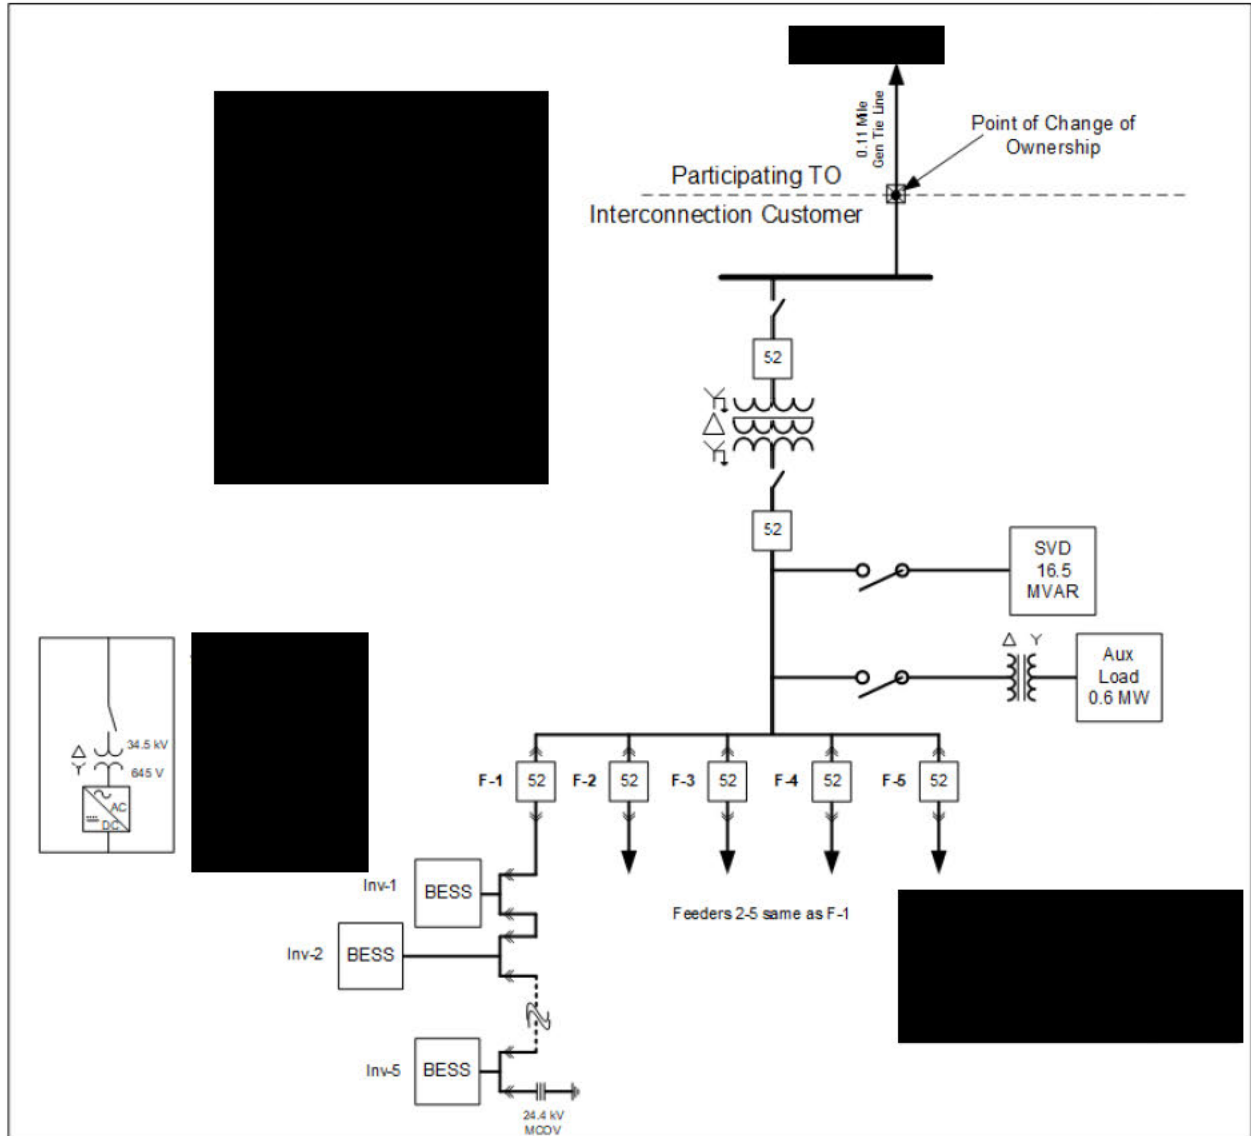 0.11 Mile
Gen Tie Line
Point of Change of
Ownership
Participating TO
Interconnection Customer
52
52
SVD
16.5
MVAR
Aux
Load
0.6 MW
34.5 kV
645 V
AC
DC
F-1 52 F-2 52 F-3 52 F-4 52 F-5 52
Inv-1 BESS
Feeders 2-5 same as F-1
Inv-2 BESS
Inv-5 BESS
24.4 kV
MCOV